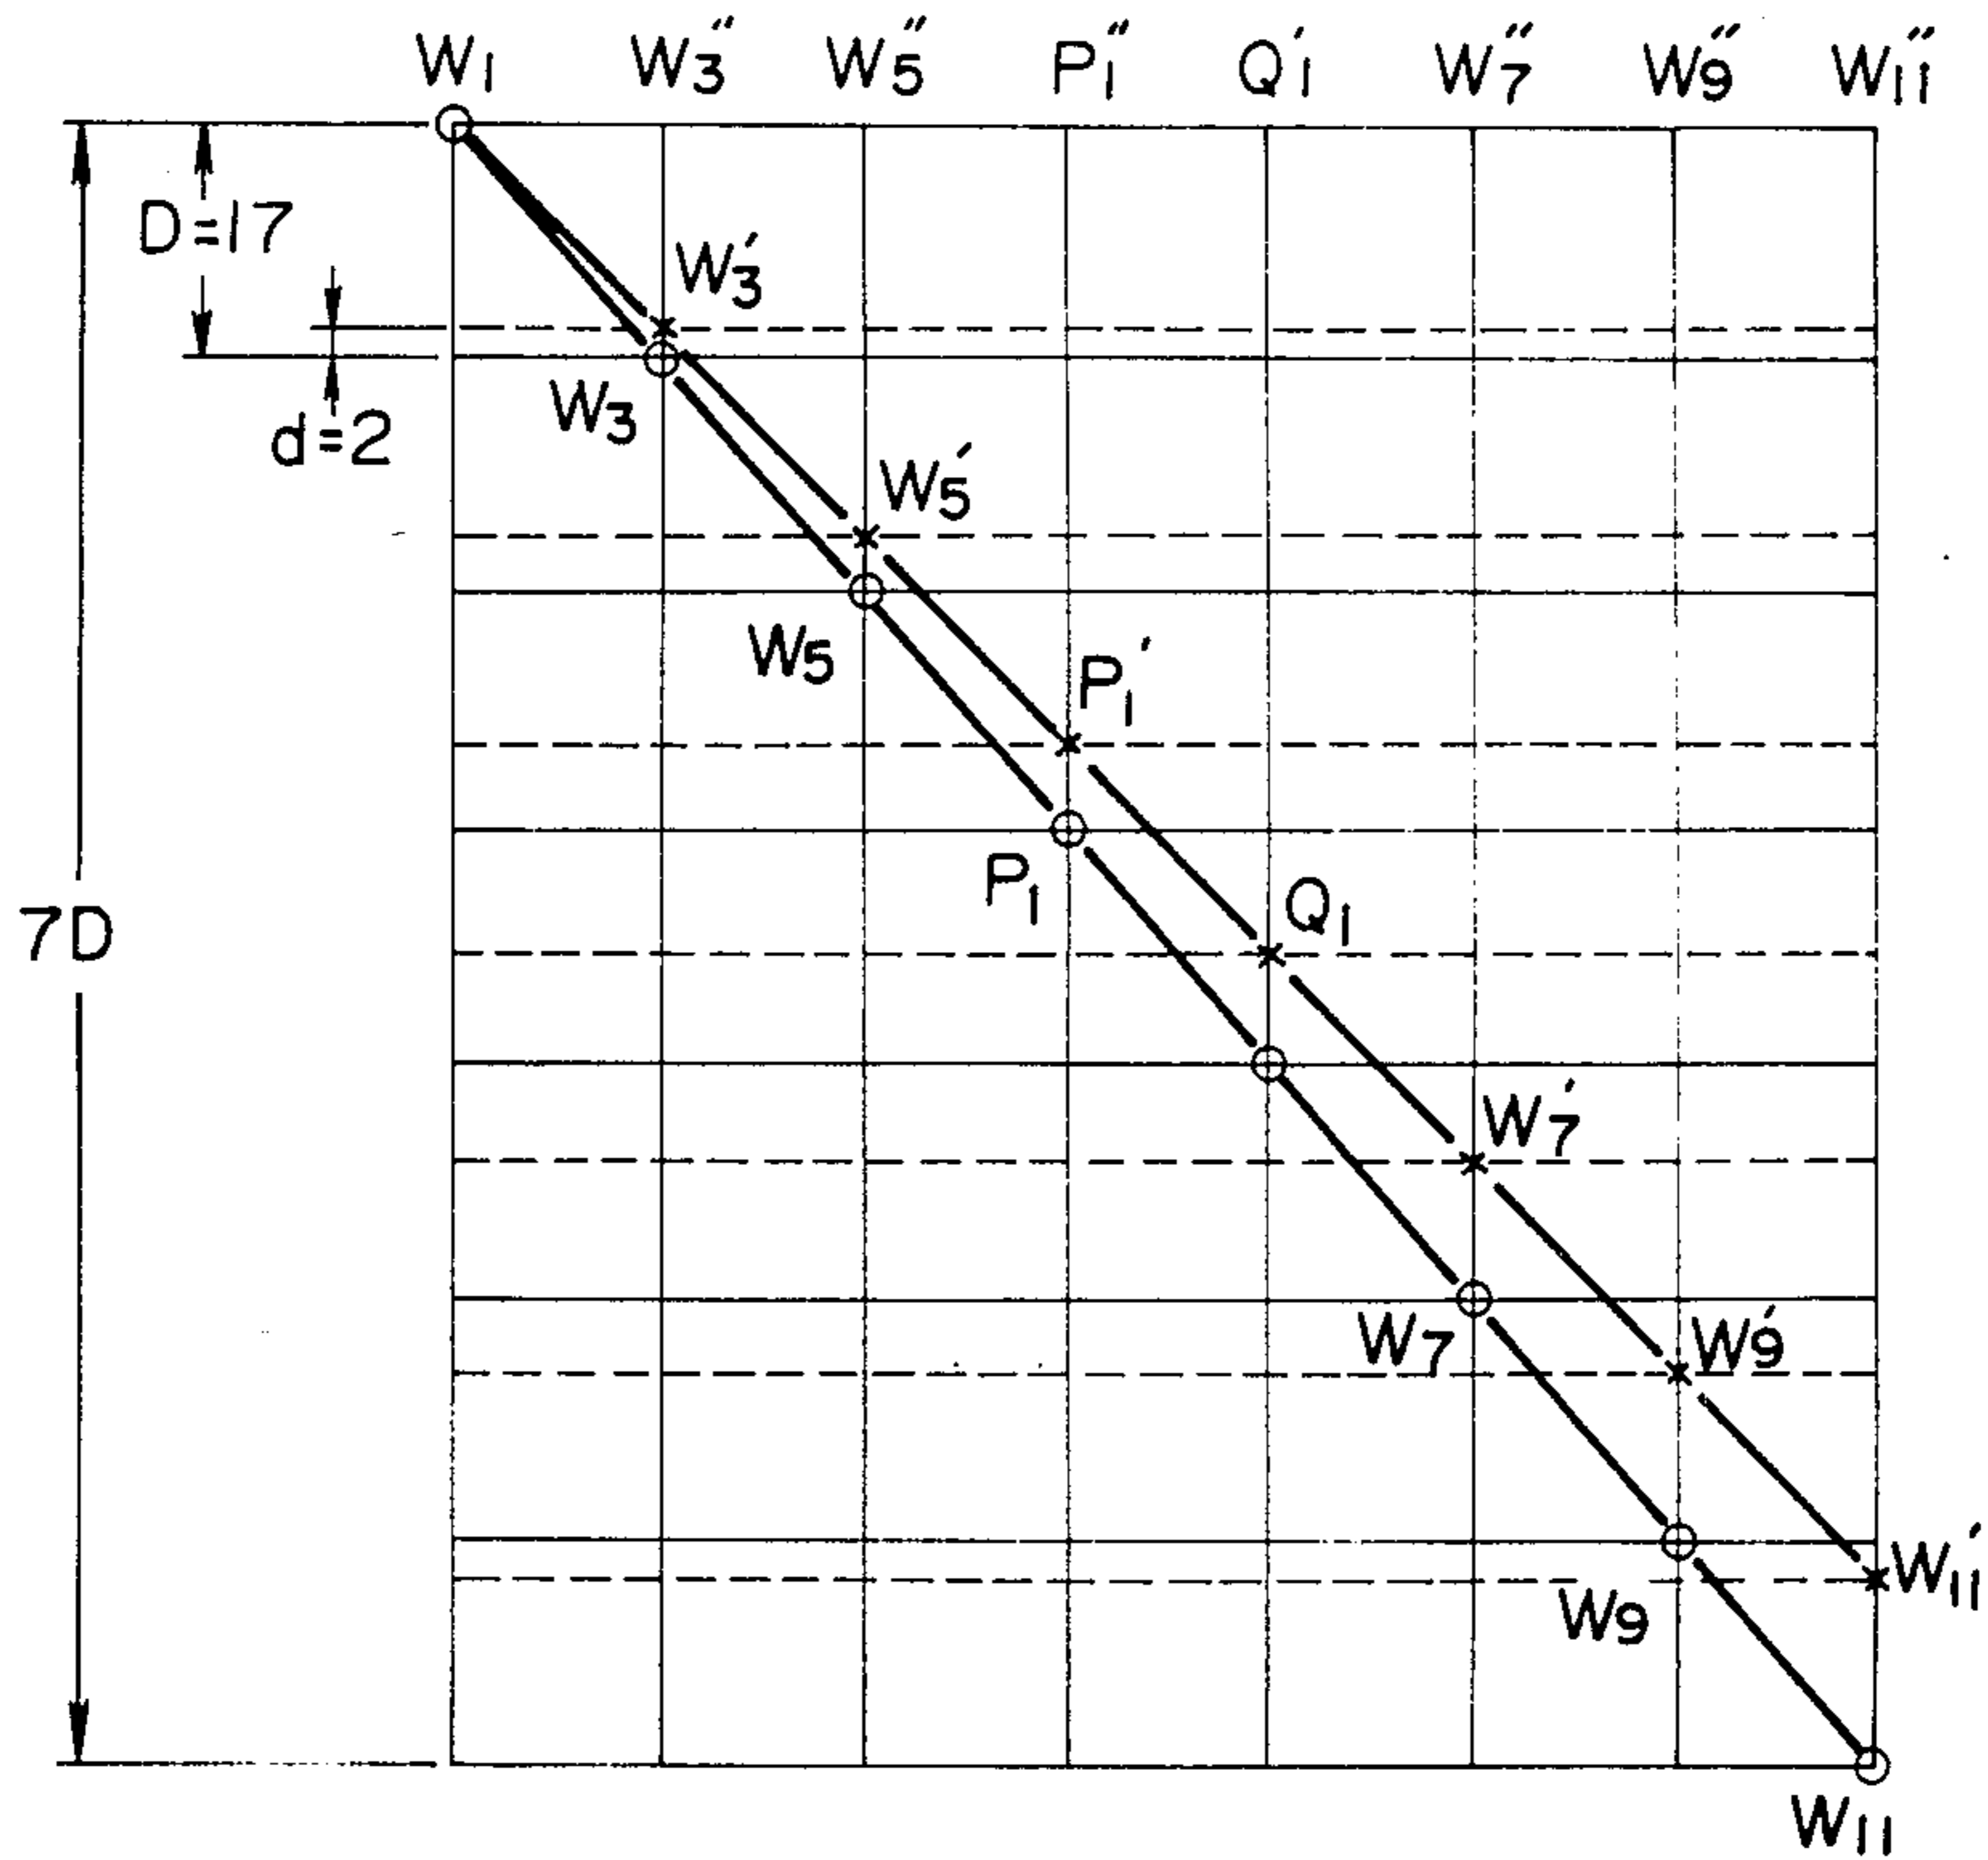 W1 W3″ W5″ P1″ Q1′ W7″ W9″ W11″
D=17
W3′
d=2
W3
W5′
W5
P1′
P1
Q1
7D
W7′
W7
W9′
W11′
W9
W11